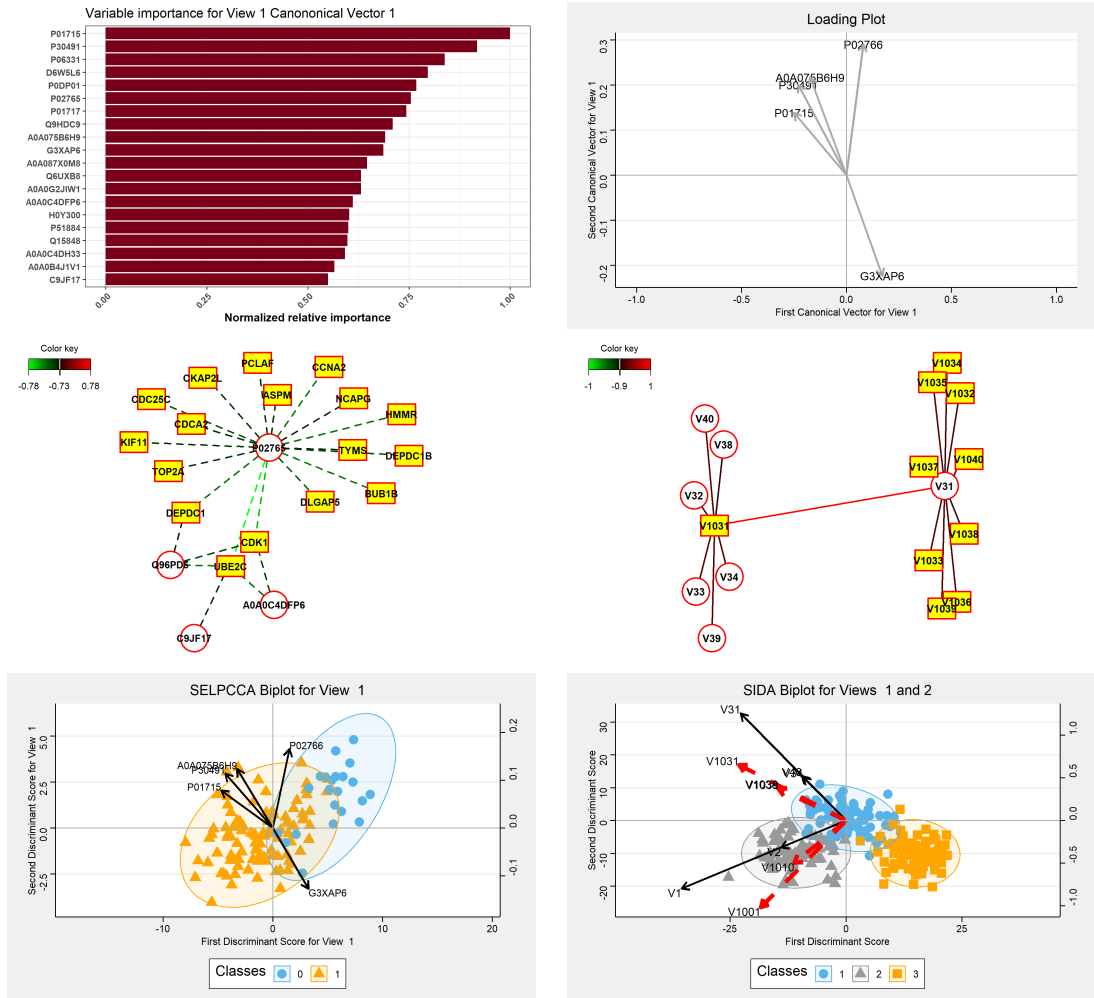 Variable importance for View 1 Canononical Vector 1
P01715
P30491
P06331
D6W5L6
P0DP01
P02765
P01717
Q9HDC9
A0A075B6H9
G3XAP6
A0A087X0M8
Q6UXB8
A0A0G2JIW1
A0A0C4DFP6
H0Y300
P51884
Q15848
A0A0C4DH33
A0A0B4J1V1
C9JF17
0.00
0.25
0.50
0.75
1.00
Normalized relative importance
Loading Plot
Second Canonical Vector for View 1
0.3
0.2
0.1
0.0
-0.1
-0.2
P02766
A0A075B6H9
P30491
P01715
G3XAP6
-1.0
-0.5
0.0
0.5
1.0
First Canonical Vector for View 1
Color key
-0.78 -0.73 0.78
PCLAF
CCNA2
CKAP2L
ASPM
CDC25C
NCAPG
HMMR
CDCA2
KIF11
P02765
TYMS
DEPDC1B
TOP2A
BUB1B
DLGAP5
DEPDC1
CDK1
Q96PD5
UBE2C
A0A0C4DFP6
C9JF17
Color key
-1 -0.9 1
V1034
V1035
V1032
V40
V38
V1037
V1040
V31
V32
V1031
V1038
V1033
V34
V33
V1036
V1039
V39
SELPCCA Biplot for View 1
Second Discriminant Score for View 1
5.0
2.5
0.0
-2.5
P02766
A0A075B6H9
P30491
P01715
G3XAP6
0.2
0.1
0.0
-0.1
-10
0
10
20
First Discriminant Score for View 1
Classes 0 1
SIDA Biplot for Views 1 and 2
Second Discriminant Score
30
20
10
0
-10
-20
V31
V1031
V1039
V2
V1010
V1
V1001
1.0
0.5
0.0
-0.5
-1.0
-25
0
25
First Discriminant Score
Classes 1 2 3